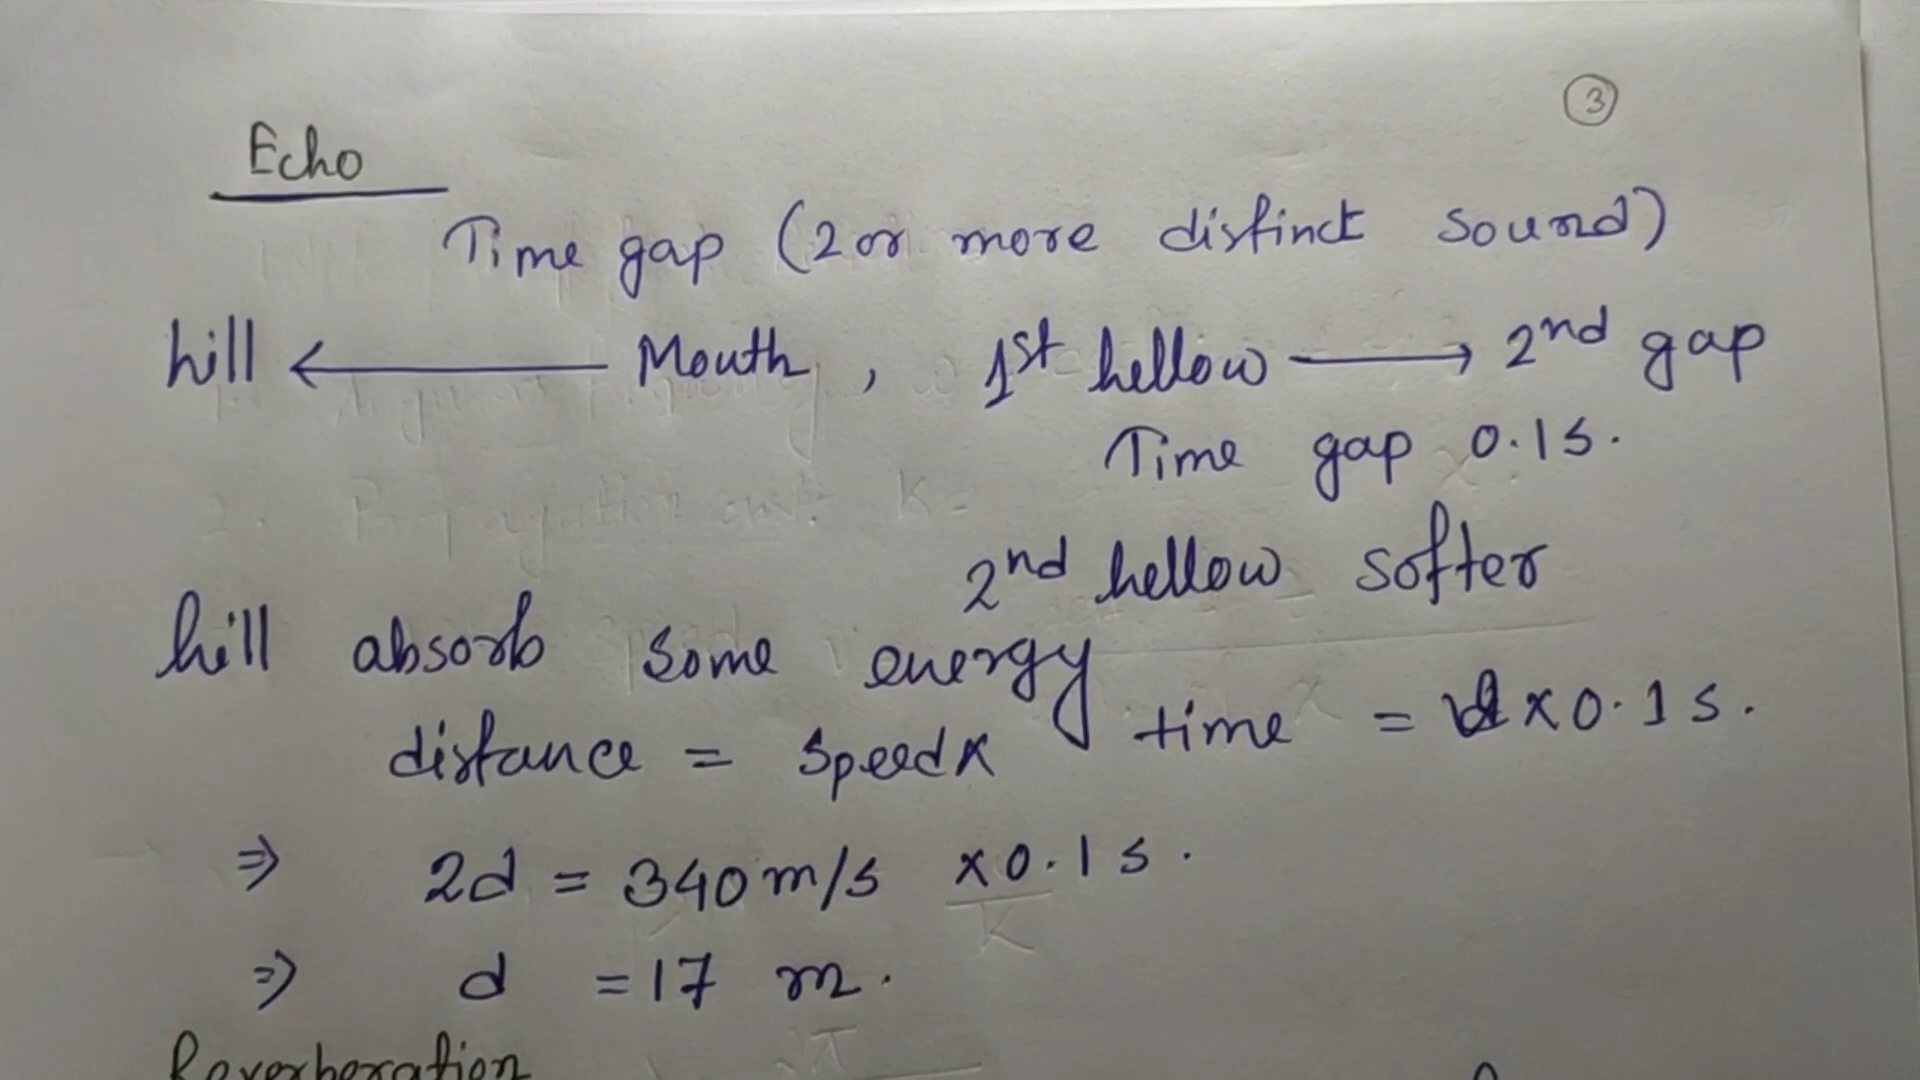 3
Echo
Time gap (2 or more distinct sound)
hill ← Mouth, 1st hellow → 2nd gap
Time gap 0.1s.
2nd hellow softer
hill absorb some energy
distance = speed x time = x 0.1s.
⇒ 2d = 340 m/s x 0.1s.
⇒ d = 17 m.
Reverberation